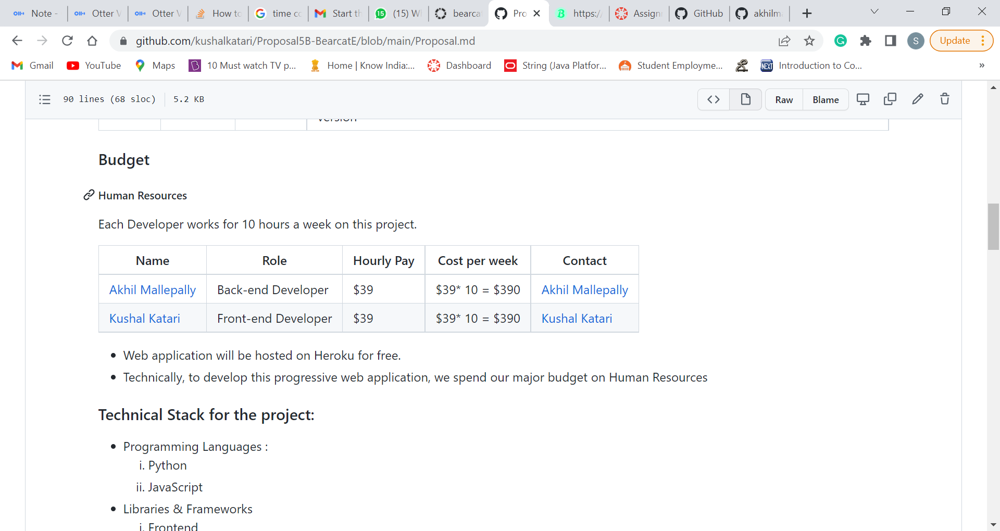 Note -
Otter V
Otter V
How to
time co
Start th
15 (15) W
bearca
Pro
https:/
Assign
GitHub
akhilm
github.com/kushalkatari/Proposal5B-BearcatE/blob/main/Proposal.md
G
S
Update
Gmail
YouTube
Maps
10 Must watch TV p...
Home | Know India:...
Dashboard
String (Java Platfor...
Student Employme...
NEXT Introduction to Co...
»
90 lines (68 sloc) 5.2 KB
<> Raw Blame
version
Budget
Human Resources
Each Developer works for 10 hours a week on this project.
Name Role Hourly Pay Cost per week Contact
Akhil Mallepally Back-end Developer $39 $39* 10 = $390 Akhil Mallepally
Kushal Katari Front-end Developer $39 $39* 10 = $390 Kushal Katari
• Web application will be hosted on Heroku for free.
• Technically, to develop this progressive web application, we spend our major budget on Human Resources
Technical Stack for the project:
• Programming Languages :
i. Python
ii. JavaScript
• Libraries & Frameworks
i. Frontend